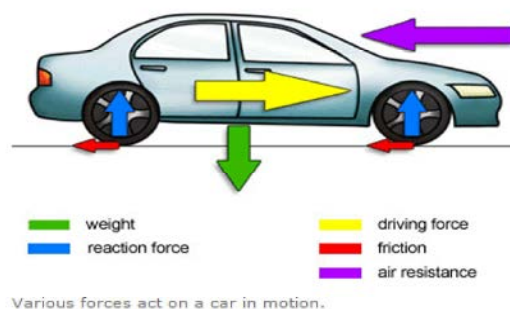 weight
driving force
reaction force
friction
air resistance
Various forces act on a car in motion.